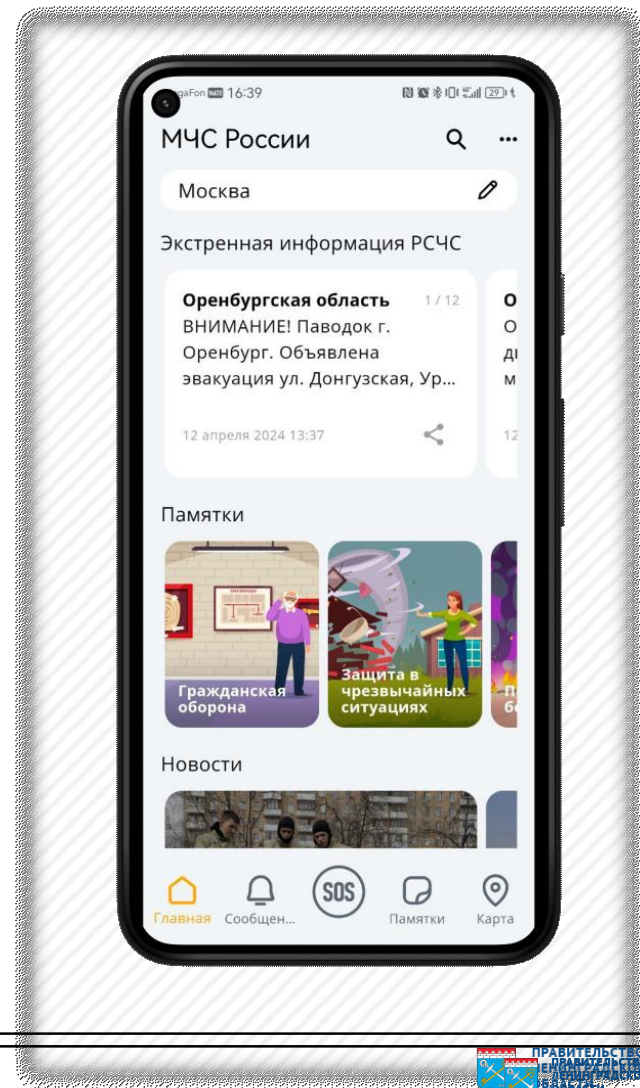 16:39
29
МЧС России
Москва
Экстренная информация РСЧС
Оренбургская область 1 / 12
ВНИМАНИЕ! Паводок г.
Оренбург. Объявлена
эвакуация ул. Донгузская, Ур...
12 апреля 2024 13:37
12
Памятки
Гражданская
оборона
Защита в
чрезвычайных
ситуациях
Новости
SOS
Главная
Сообщен...
Памятки
Карта
ПРАВИТЕЛЬСТВО